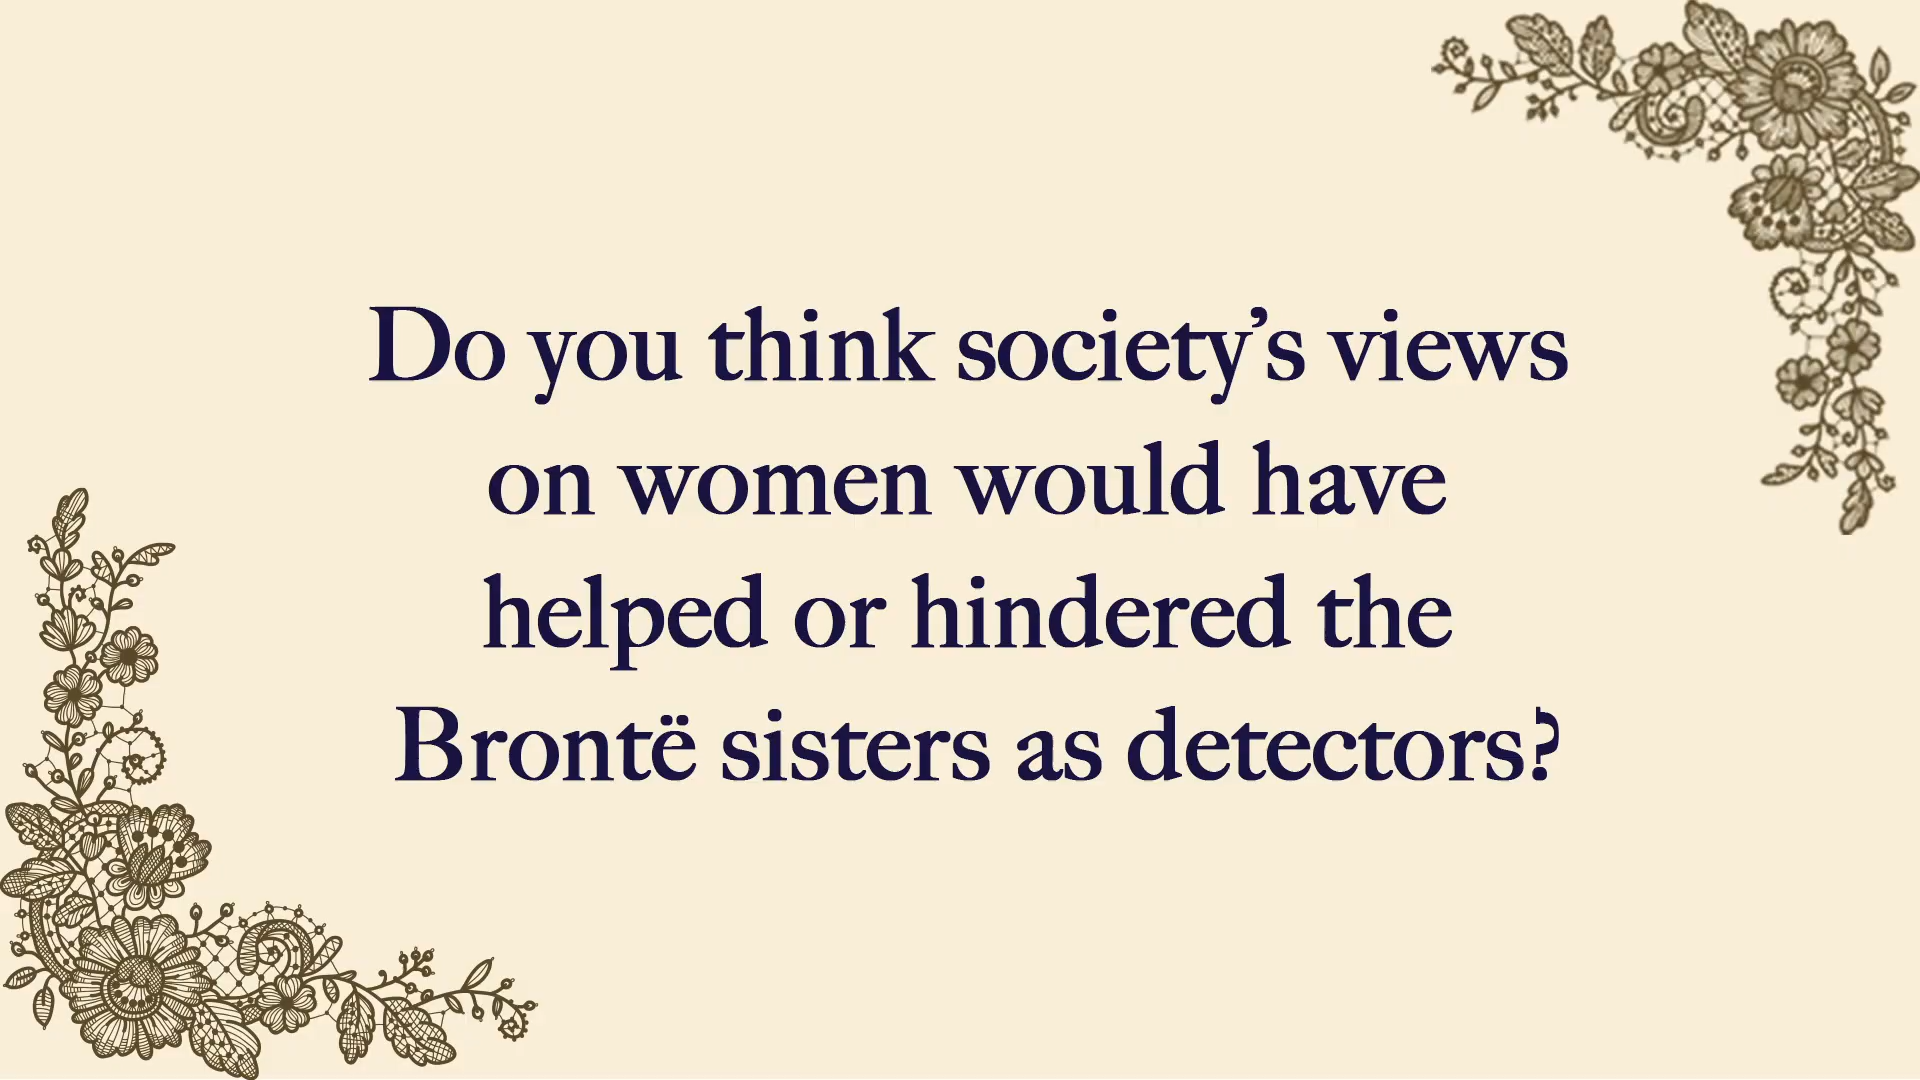 Do you think society’s views
on women would have
helped or hindered the
Brontë sisters as detectors?